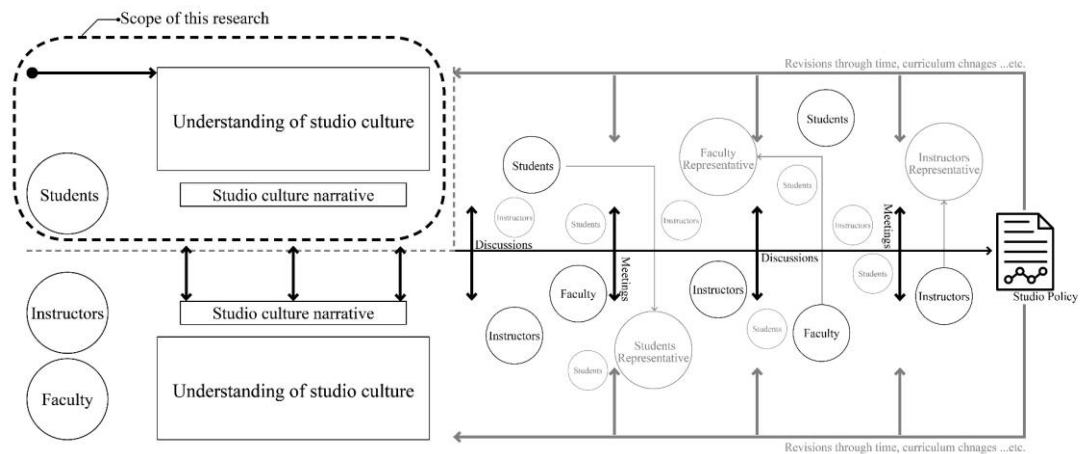 Scope of this research
Understanding of studio culture
Students
Studio culture narrative
Instructors
Studio culture narrative
Faculty
Understanding of studio culture
Revisions through time, curriculum chnages ...etc.
Students
Students
Faculty
Representative
Instructors
Representative
Students
Instructors
Students
Instructors
Instructors
Discussions
Meetings
Discussions
Meetings
Students
Faculty
Instructors
Instructors
Studio Policy
Instructors
Students
Representative
Students
Faculty
Students
Revisions through time, curriculum chnages ...etc.